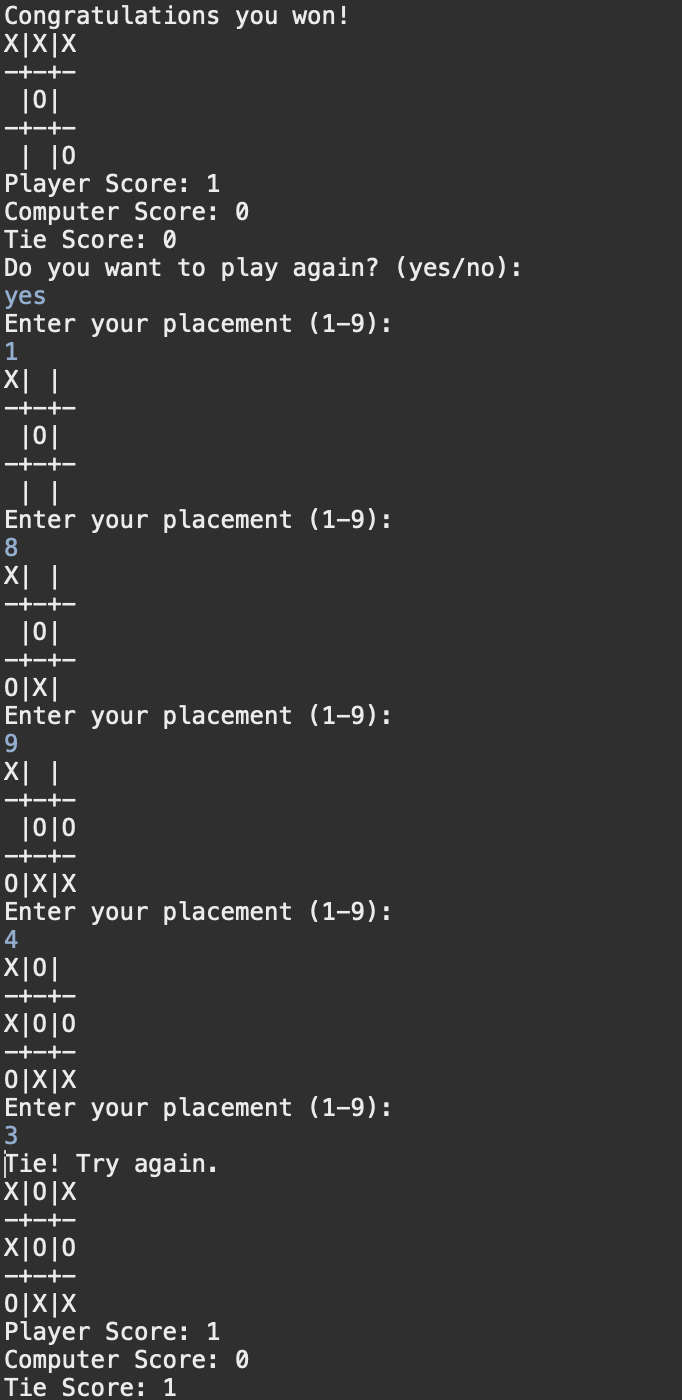 Congratulations you won!
X|X|X
-+-+-
 |O|
-+-+-
 | |O
Player Score: 1
Computer Score: 0
Tie Score: 0
Do you want to play again? (yes/no):
yes
Enter your placement (1-9):
1
X| |
-+-+-
 |O|
-+-+-
 | |
Enter your placement (1-9):
8
X| |
-+-+-
 |O|
-+-+-
O|X|
Enter your placement (1-9):
9
X| |
-+-+-
 |O|O
-+-+-
O|X|X
Enter your placement (1-9):
4
X|O|
-+-+-
X|O|O
-+-+-
O|X|X
Enter your placement (1-9):
3
Tie! Try again.
X|O|X
-+-+-
X|O|O
-+-+-
O|X|X
Player Score: 1
Computer Score: 0
Tie Score: 1